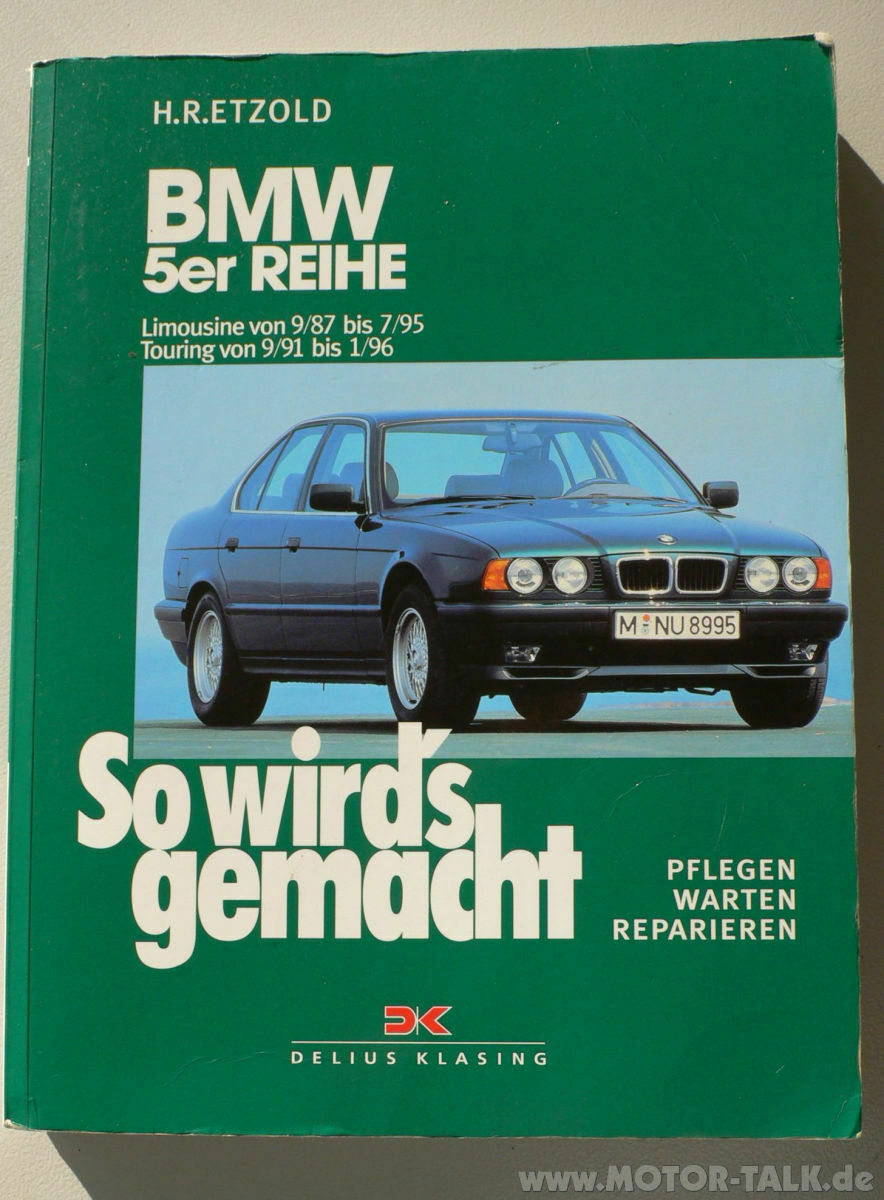 H.R.ETZOLD
BMW
5er REIHE
Limousine von 9/87 bis 7/95
Touring von 9/91 bis 1/96
M NU 8995
So wird's
gemacht
PFLEGEN
WARTEN
REPARIEREN
DK
DELIUS KLASING
www.MOTOR-TALK.de